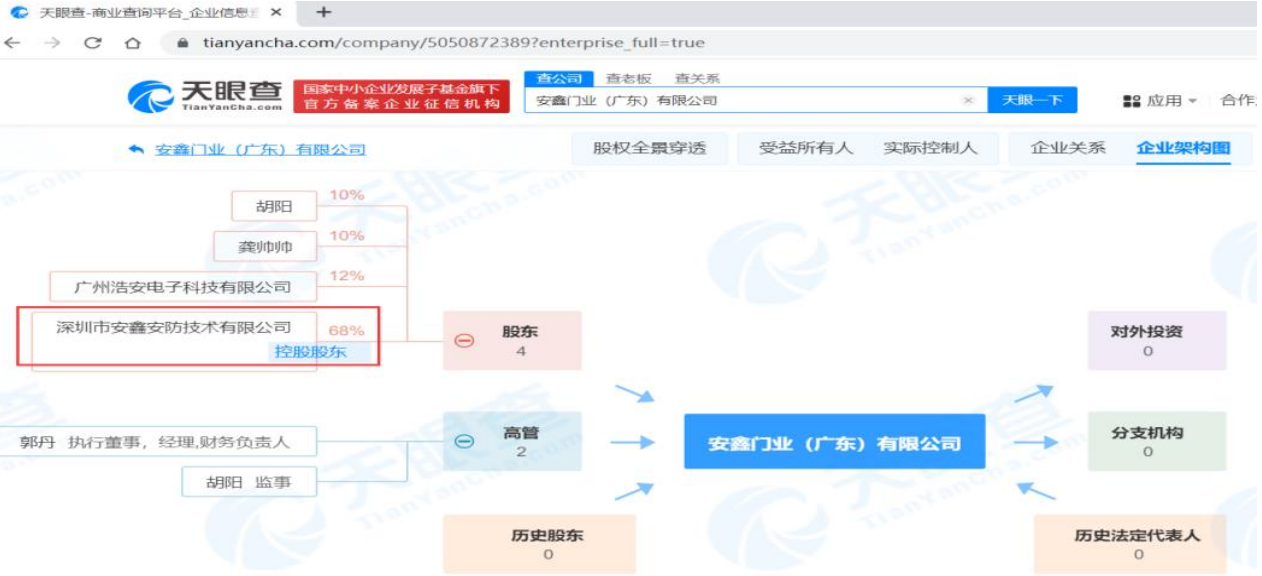 天眼查-商业查询平台_企业信息
tianyancha.com/company/5050872389?enterprise_full=true
天眼查
TianYanCha.com
国家中小企业发展子基金旗下
官方备案企业征信机构
查公司 查老板 查关系
安鑫门业（广东）有限公司 × 天眼一下
应用 合作
安鑫门业（广东）有限公司
股权全景穿透 受益所有人 实际控制人 企业关系 企业架构图
胡阳 10%
龚帅帅 10%
广州浩安电子科技有限公司 12%
深圳市安鑫安防技术有限公司 68%
控股股东
股东
4
对外投资
0
郭丹 执行董事，经理,财务负责人
胡阳 监事
高管
2
安鑫门业（广东）有限公司
分支机构
0
历史股东
0
历史法定代表人
0